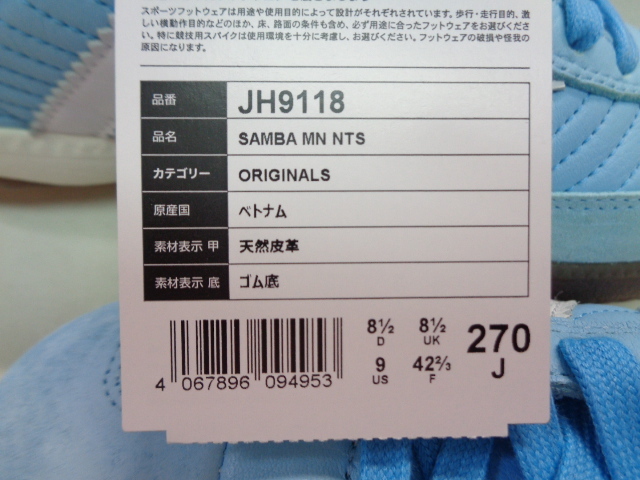 スポーツフットウェアは用途や使用目的によって設計がそれぞれされています。歩行・走行目的、激
しい横動作目的などのほか、床、路面の条件も含め、必ず用途に合ったフットウェアをお選びくださ
い。特に競技用スパイクは使用環境を十分に考慮し、お選びください。フットウェアの破損や怪我の
原因になります。
品番 JH9118
品名 SAMBA MN NTS
カテゴリー ORIGINALS
原産国 ベトナム
素材表示 甲 天然皮革
素材表示 底 ゴム底
8½ 8½ 270
D UK J
9 42⅔
US F
4 067896 094953